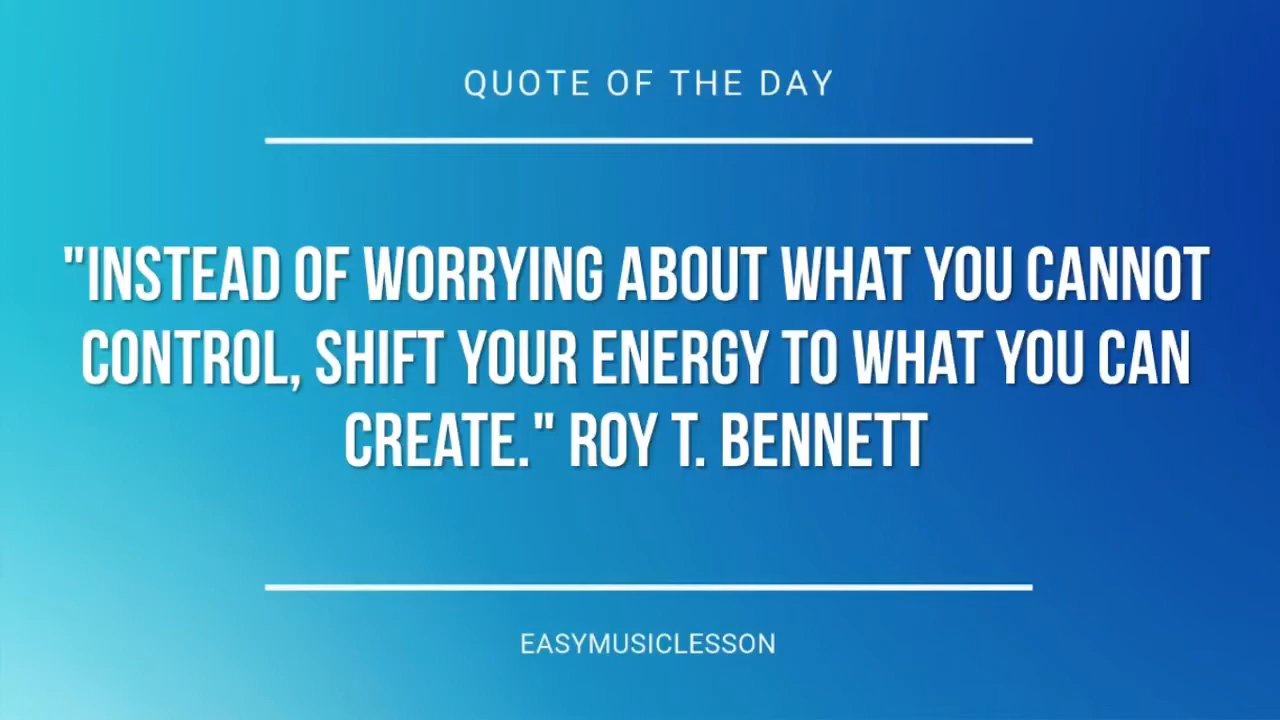 QUOTE OF THE DAY
"INSTEAD OF WORRYING ABOUT WHAT YOU CANNOT
CONTROL, SHIFT YOUR ENERGY TO WHAT YOU CAN
CREATE." ROY T. BENNETT
EASYMUSICLESSON